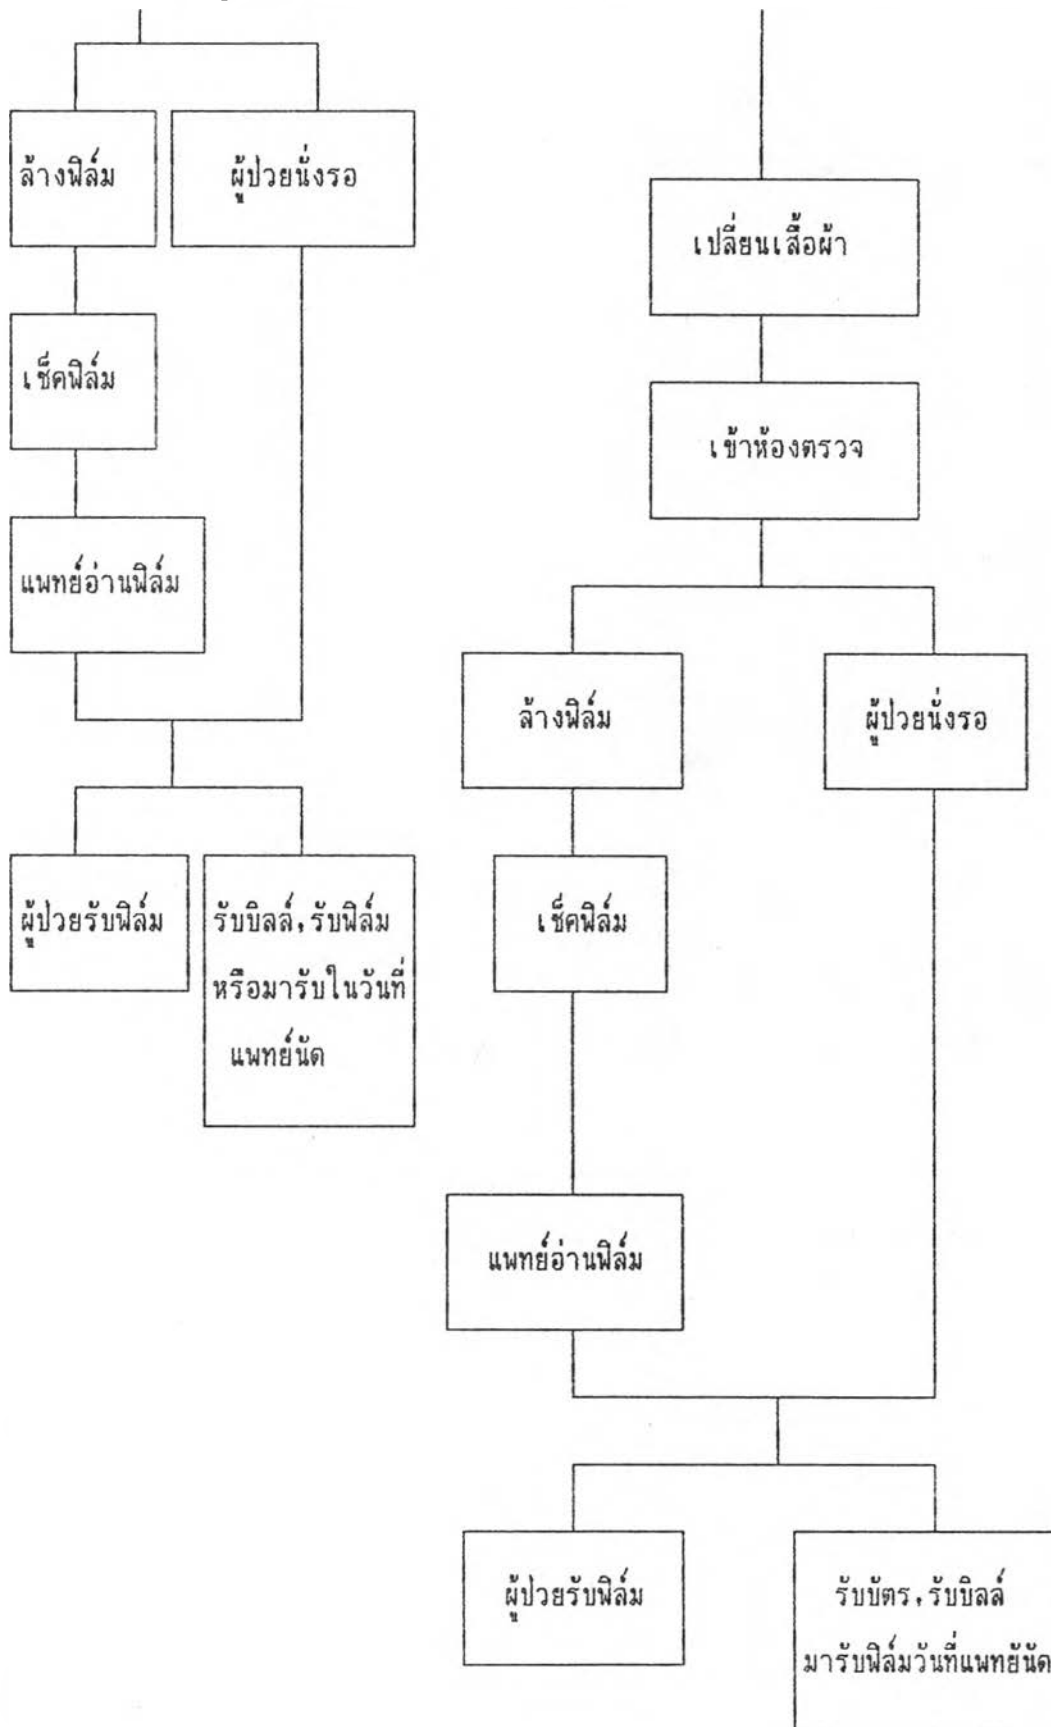 ล้างฟิล์ม
ผู้ป่วยนั่งรอ
เช็คฟิล์ม
แพทย์อ่านฟิล์ม
ผู้ป่วยรับฟิล์ม
รับบิลล์,รับฟิล์ม
หรือมารับในวันที่
แพทย์นัด
เปลี่ยนเสื้อผ้า
เข้าห้องตรวจ
ล้างฟิล์ม
ผู้ป่วยนั่งรอ
เช็คฟิล์ม
แพทย์อ่านฟิล์ม
ผู้ป่วยรับฟิล์ม
รับบัตร,รับบิลล์
มารับฟิล์มวันที่แพทย์นัด